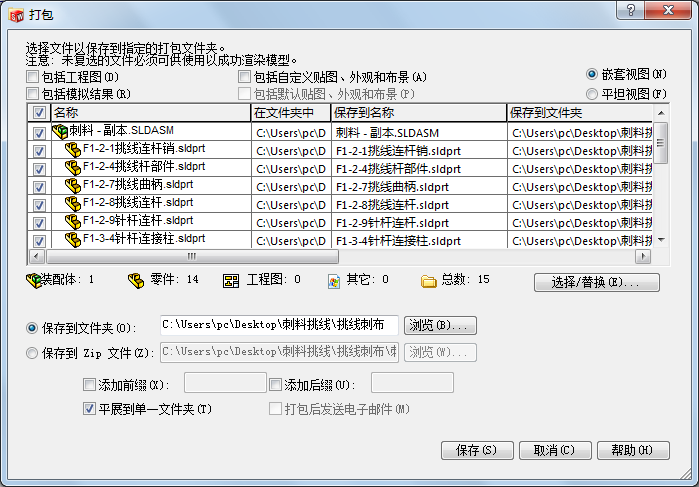 打包
选择文件以保存到指定的打包文件夹。
注意: 未复选的文件必须可供使用以成功渲染模型。
包括工程图(D) 包括自定义贴图、外观和布景(A) 嵌套视图(N)
包括模拟结果(R) 包括默认贴图、外观和布景(P) 平坦视图(F)
名称 在文件夹中 保存到名称 保存到文件夹
刺料 - 副本.SLDASM C:\Users\pc\D 刺料 - 副本.SLDASM C:\Users\pc\Desktop\刺料挑
F1-2-1挑线连杆销.sldprt C:\Users\pc\D F1-2-1挑线连杆销.sldprt C:\Users\pc\Desktop\刺料挑
F1-2-4挑线杆部件.sldprt C:\Users\pc\D F1-2-4挑线杆部件.sldprt C:\Users\pc\Desktop\刺料挑
F1-2-7挑线曲柄.sldprt C:\Users\pc\D F1-2-7挑线曲柄.sldprt C:\Users\pc\Desktop\刺料挑
F1-2-8挑线连杆.sldprt C:\Users\pc\D F1-2-8挑线连杆.sldprt C:\Users\pc\Desktop\刺料挑
F1-2-9针杆连杆.sldprt C:\Users\pc\D F1-2-9针杆连杆.sldprt C:\Users\pc\Desktop\刺料挑
F1-3-4针杆连接柱.sldprt C:\Users\pc\D F1-3-4针杆连接柱.sldprt C:\Users\pc\Desktop\刺料挑
装配体: 1 零件: 14 工程图: 0 其它: 0 总数: 15 选择/替换(E)...
保存到文件夹(O): C:\Users\pc\Desktop\刺料挑线\挑线刺布 浏览(B)...
保存到 Zip 文件(Z): C:\Users\pc\Desktop\刺料挑线\挑线刺布\刺 浏览(W)...
添加前缀(X): 添加后缀(U):
平展到单一文件夹(T) 打包后发送电子邮件(M)
保存(S) 取消(C) 帮助(H)